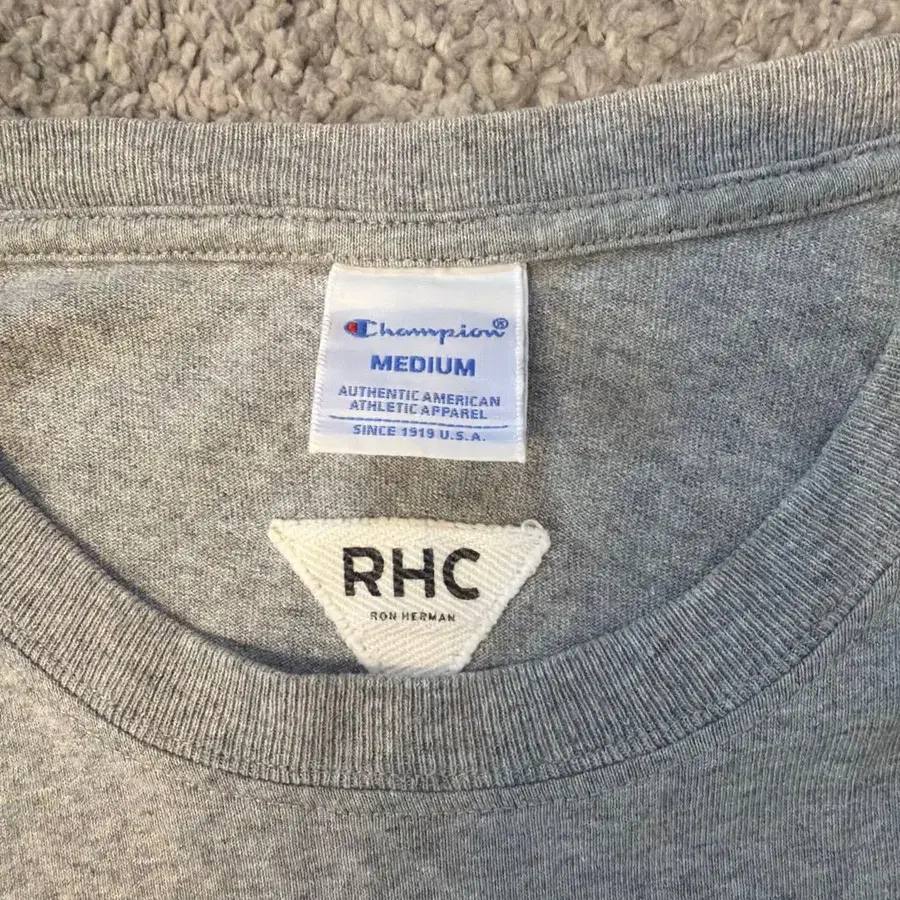 Champion®
MEDIUM
AUTHENTIC AMERICAN
ATHLETIC APPAREL
SINCE 1919 U.S.A.
RHC
RON HERMAN